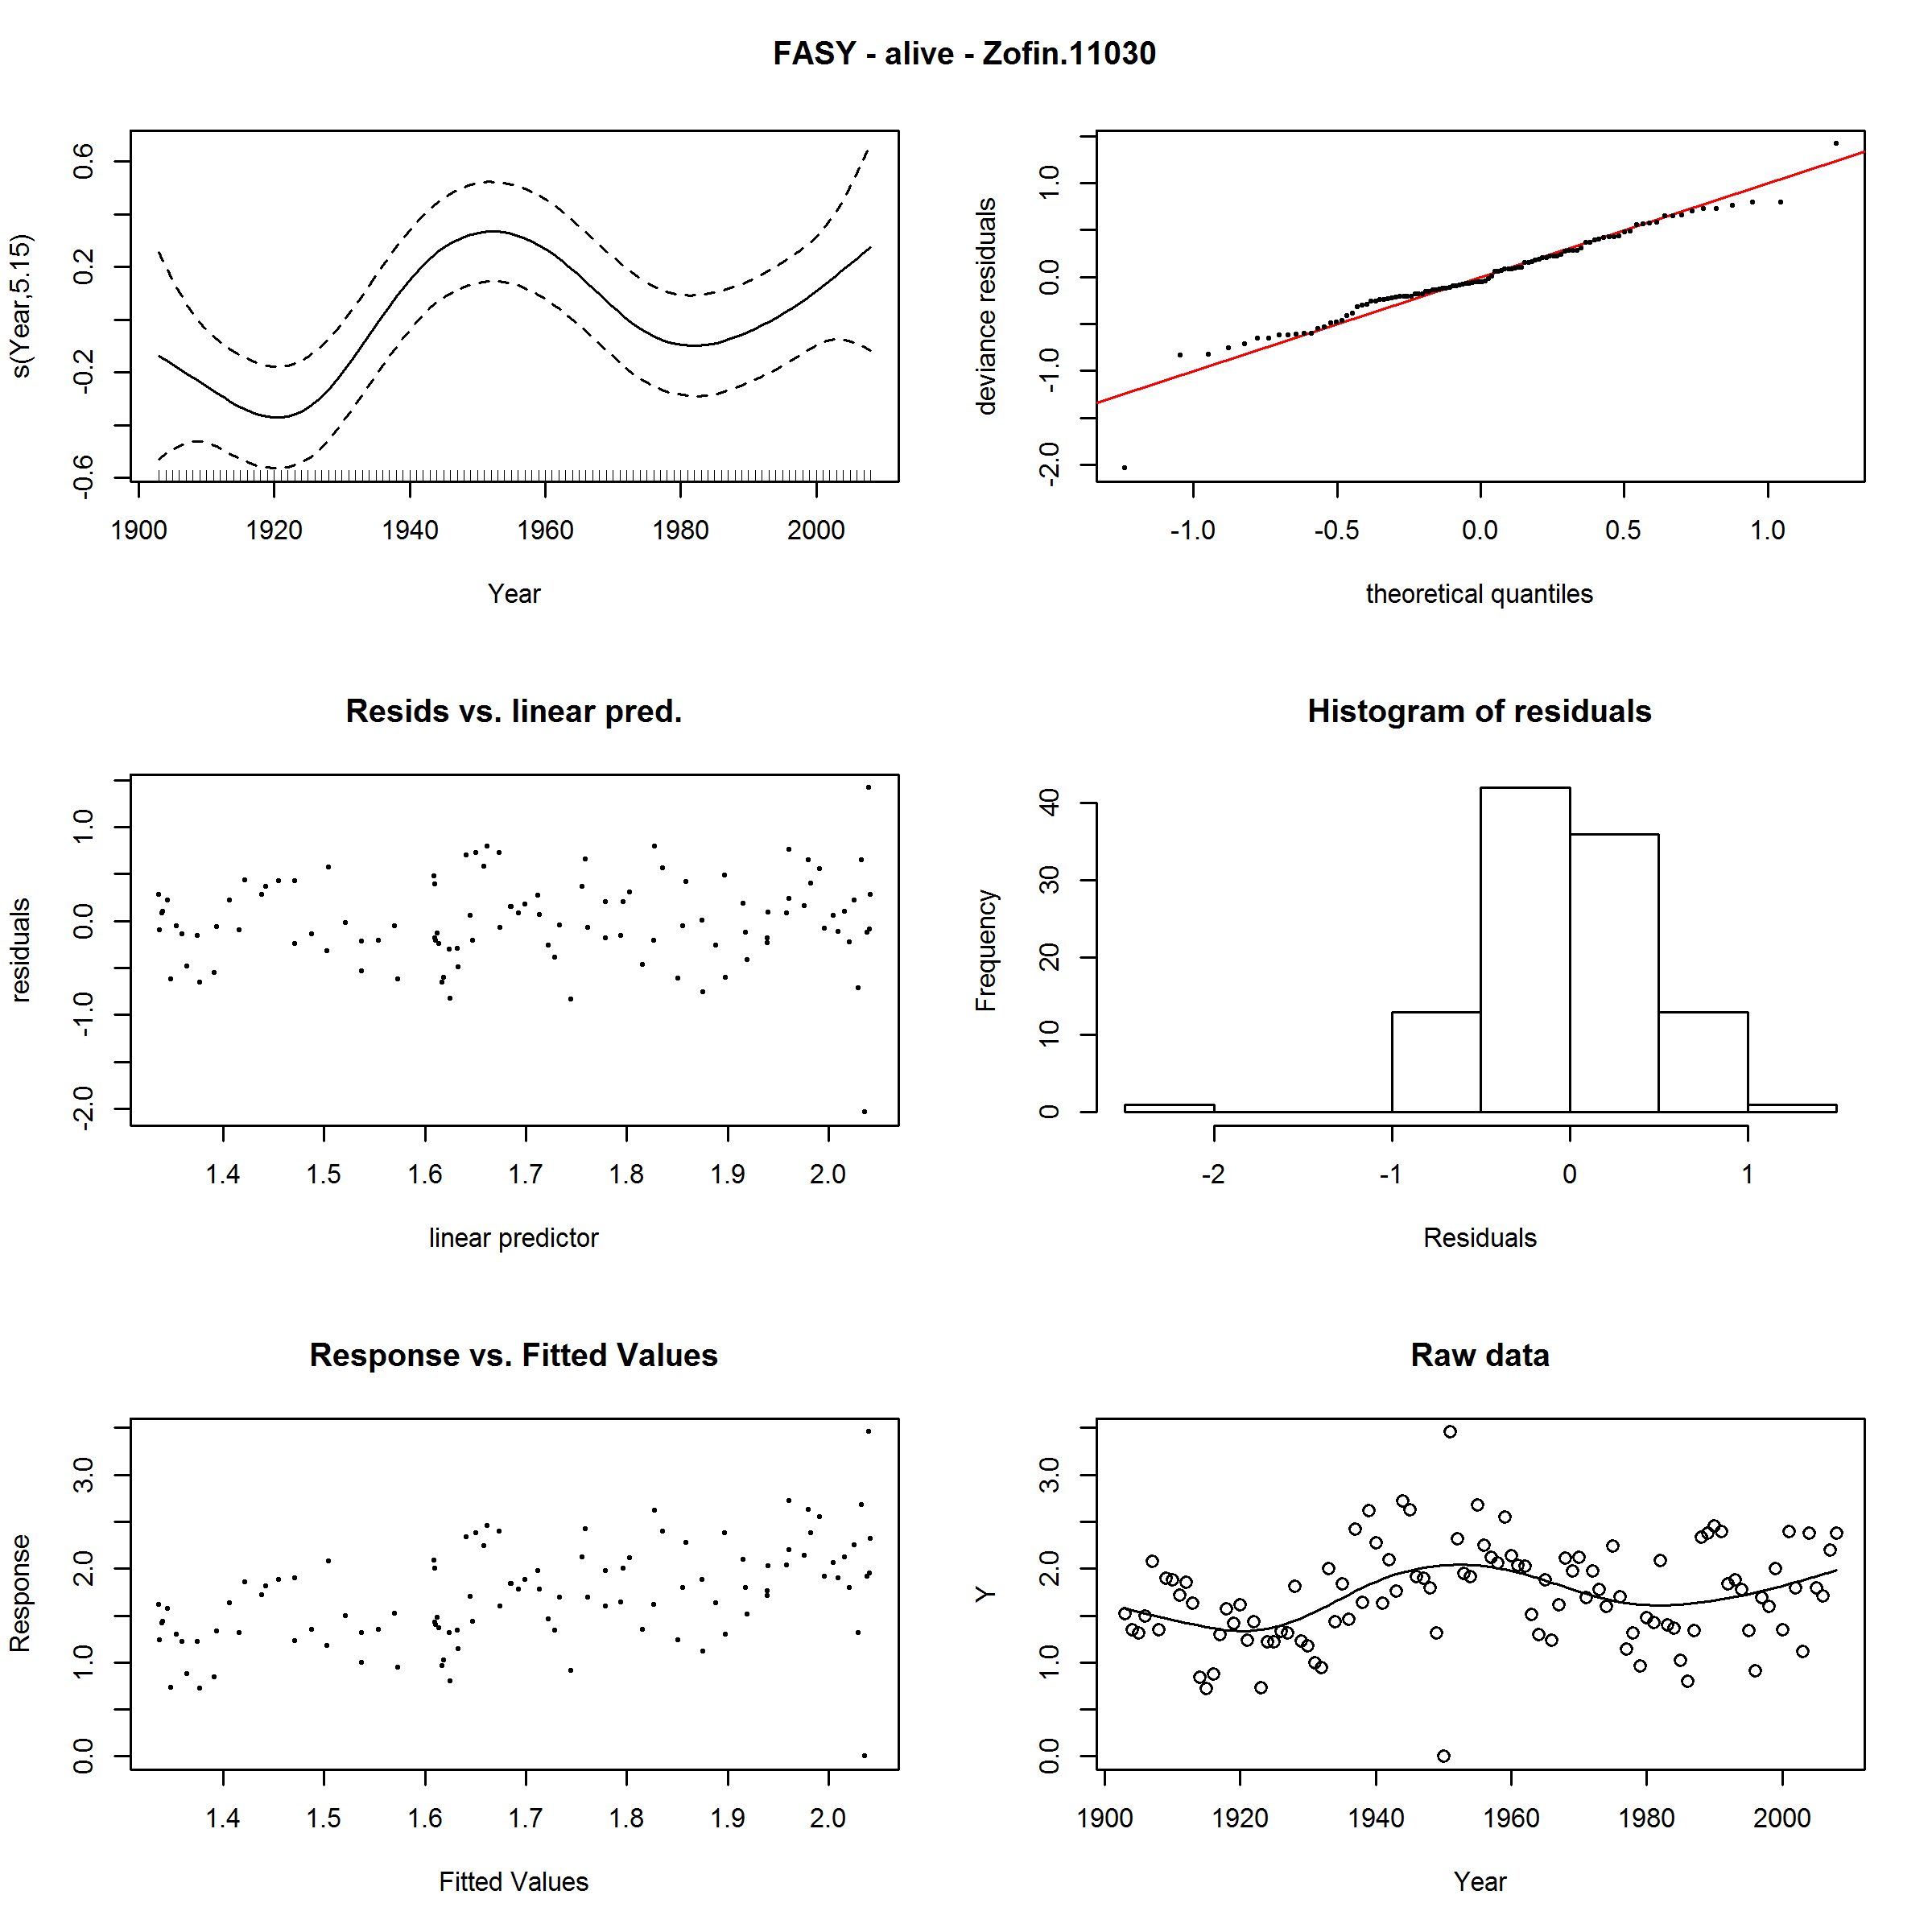 FASY - alive - Zofin.11030
s(Year,5.15)
-0.6 -0.2 0.2 0.6
1900 1920 1940 1960 1980 2000
Year
deviance residuals
-2.0 -1.0 0.0 1.0
-1.0 -0.5 0.0 0.5 1.0
theoretical quantiles
Resids vs. linear pred.
residuals
-2.0 -1.0 0.0 1.0
1.4 1.5 1.6 1.7 1.8 1.9 2.0
linear predictor
Histogram of residuals
Frequency
0 10 20 30 40
-2 -1 0 1
Residuals
Response vs. Fitted Values
Response
0.0 1.0 2.0 3.0
1.4 1.5 1.6 1.7 1.8 1.9 2.0
Fitted Values
Raw data
Y
0.0 1.0 2.0 3.0
1900 1920 1940 1960 1980 2000
Year